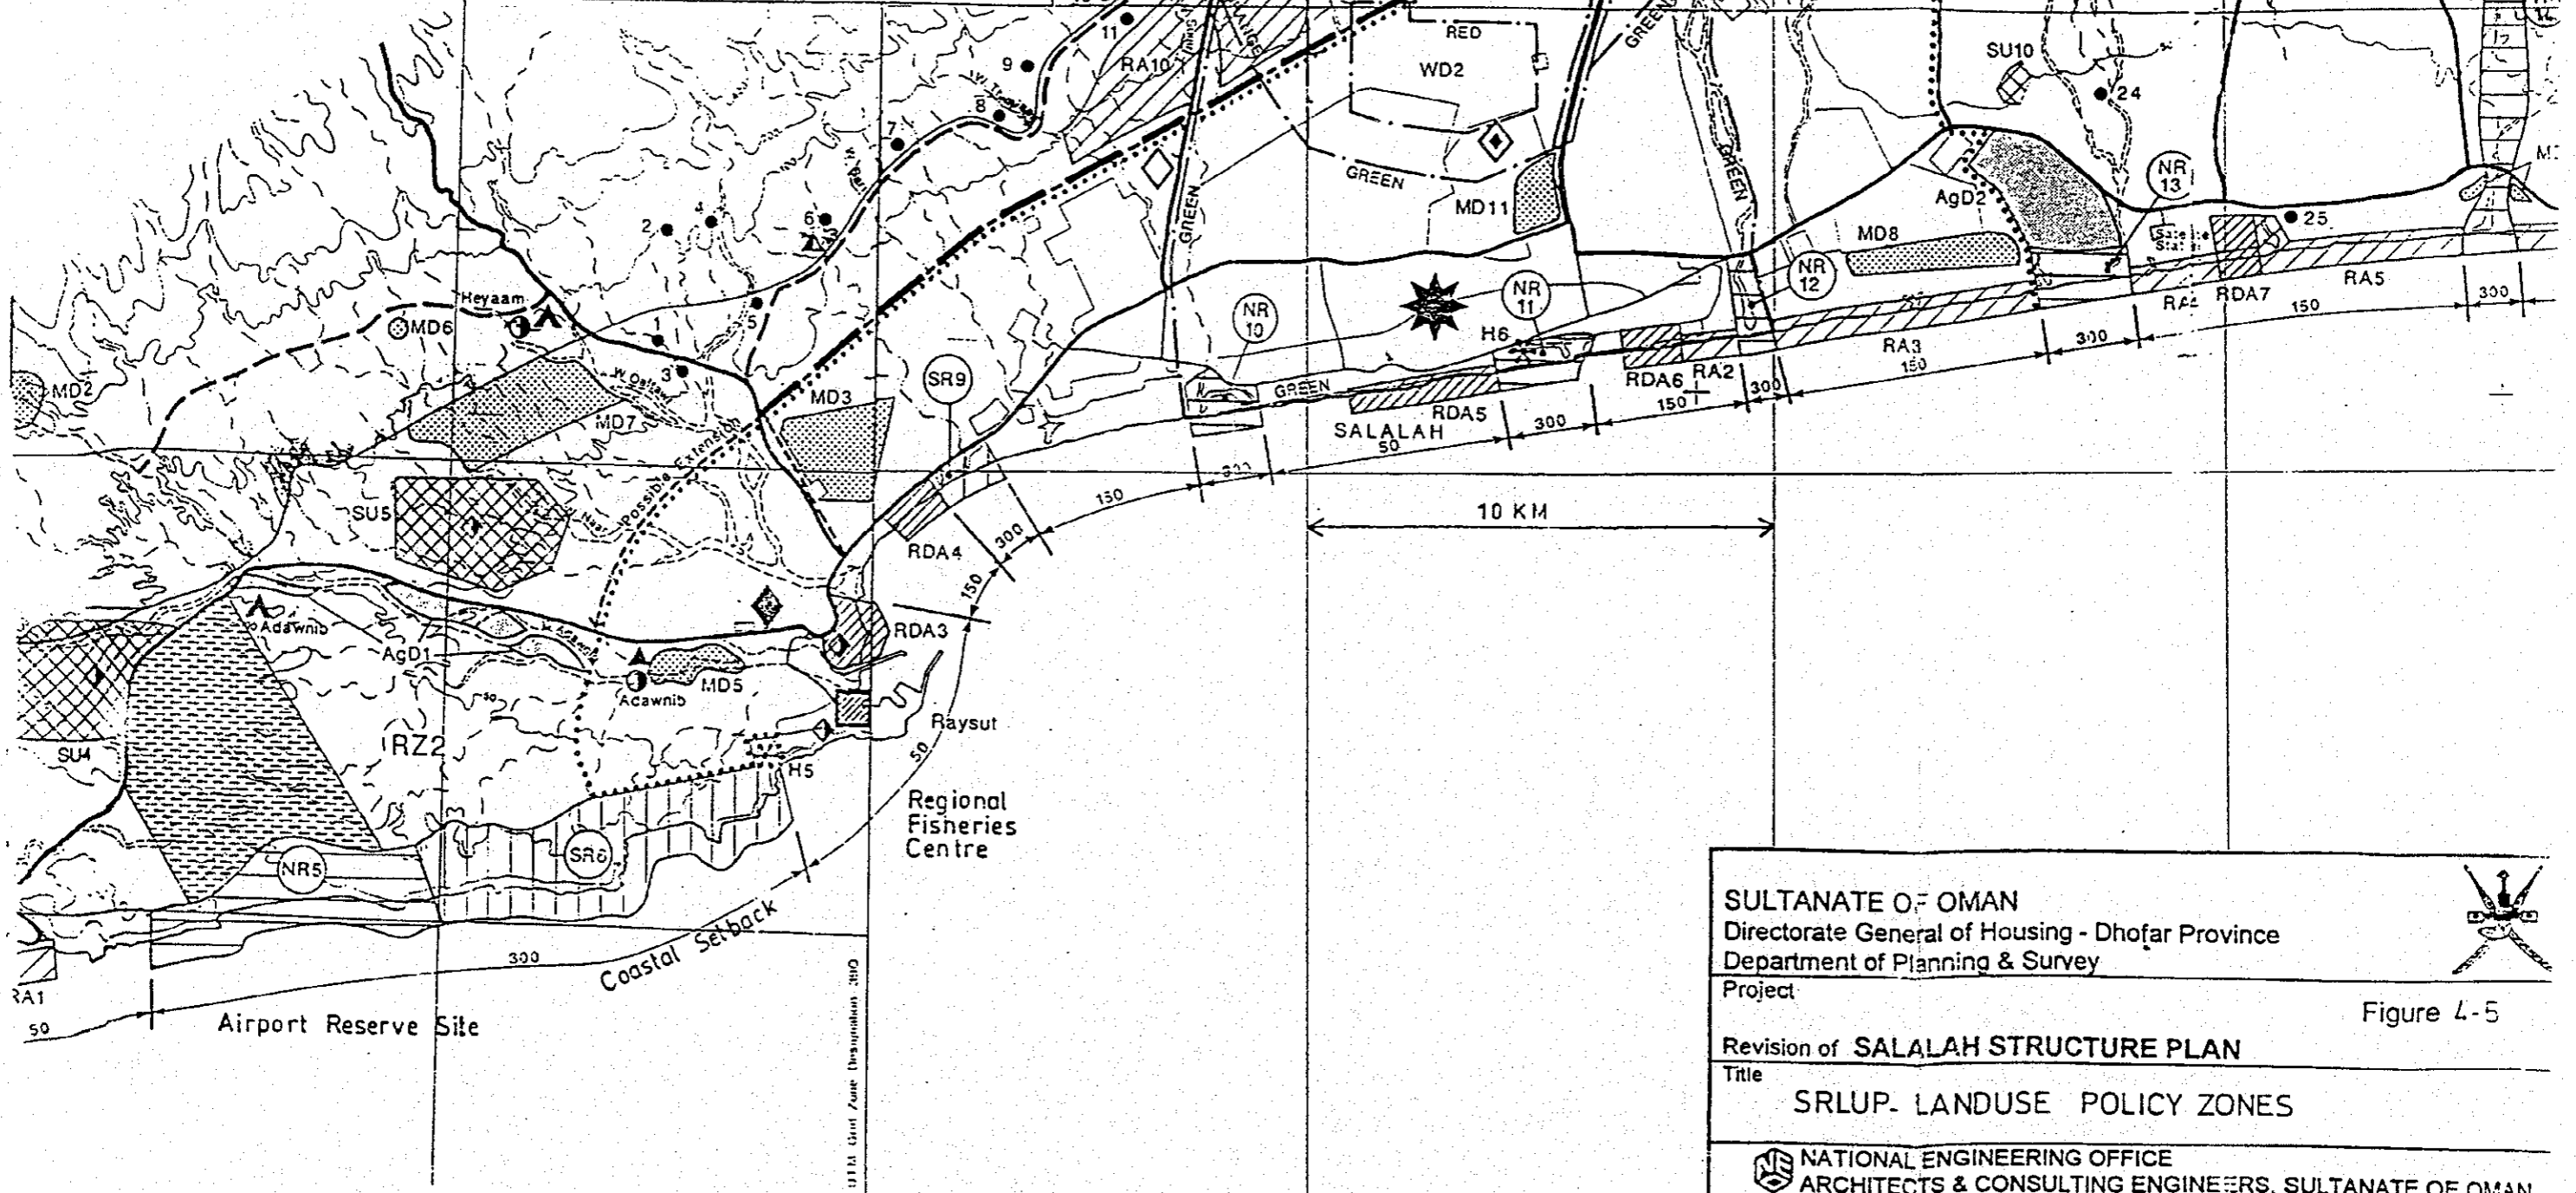 11
9
RA10
8
7
RED
WD2
GREEN
SU10
24
GREEN
GREEN
GREEN
MD11
AgD2
NR
13
MD8
25
2
4
6
5
1
3
Heyaam
MD6
MD2
MD7
MD3
SR9
NR
10
NR
11
H6
NR
12
GREEN
RDA5
SALALAH
RDA6
RA2
RA3
RDA7
RA5
50
300
150
300
150
300
150
300
150
300
150
Possible Extension
SU5
RDA4
10 KM
Adawnib
AgD1
RDA3
MD5
Adawnib
Raysut
SU4
RZ2
H5
50
Regional
Fisheries
Centre
NR5
SR6
300
Coastal Setback
RA1
50
Airport Reserve Site
SULTANATE OF OMAN
Directorate General of Housing - Dhofar Province
Department of Planning & Survey
Project
Figure 4-5
Revision of SALALAH STRUCTURE PLAN
Title
SRLUP- LANDUSE POLICY ZONES
NATIONAL ENGINEERING OFFICE
ARCHITECTS & CONSULTING ENGINEERS, SULTANATE OF OMAN